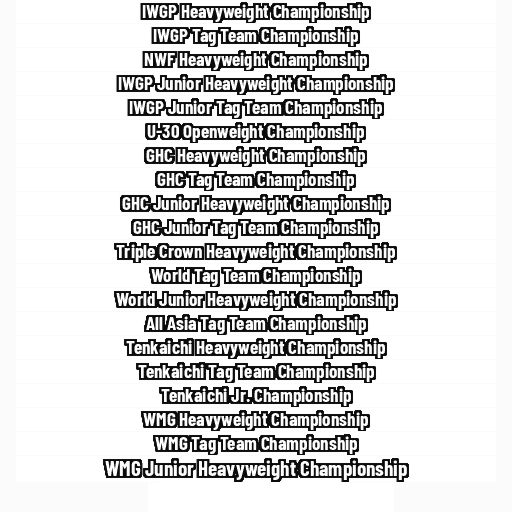 IWGP Heavyweight Championship
IWGP Tag Team Championship
NWF Heavyweight Championship
IWGP Junior Heavyweight Championship
IWGP Junior Tag Team Championship
U-30 Openweight Championship
GHC Heavyweight Championship
GHC Tag Team Championship
GHC Junior Heavyweight Championship
GHC Junior Tag Team Championship
Triple Crown Heavyweight Championship
World Tag Team Championship
World Junior Heavyweight Championship
All Asia Tag Team Championship
Tenkaichi Heavyweight Championship
Tenkaichi Tag Team Championship
Tenkaichi Jr. Championship
WMG Heavyweight Championship
WMG Tag Team Championship
WMG Junior Heavyweight Championship